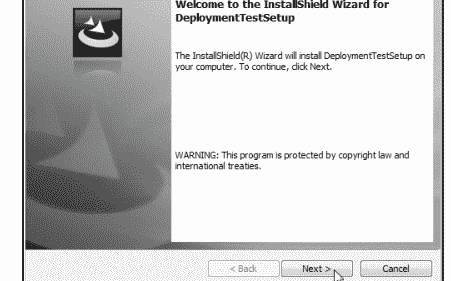 Welcome to the InstallShield Wizard for
DeploymentTestSetup
The InstallShield(R) Wizard will install DeploymentTestSetup on
your computer. To continue, click Next.
WARNING: This program is protected by copyright law and
international treaties.
< Back
Next >
Cancel